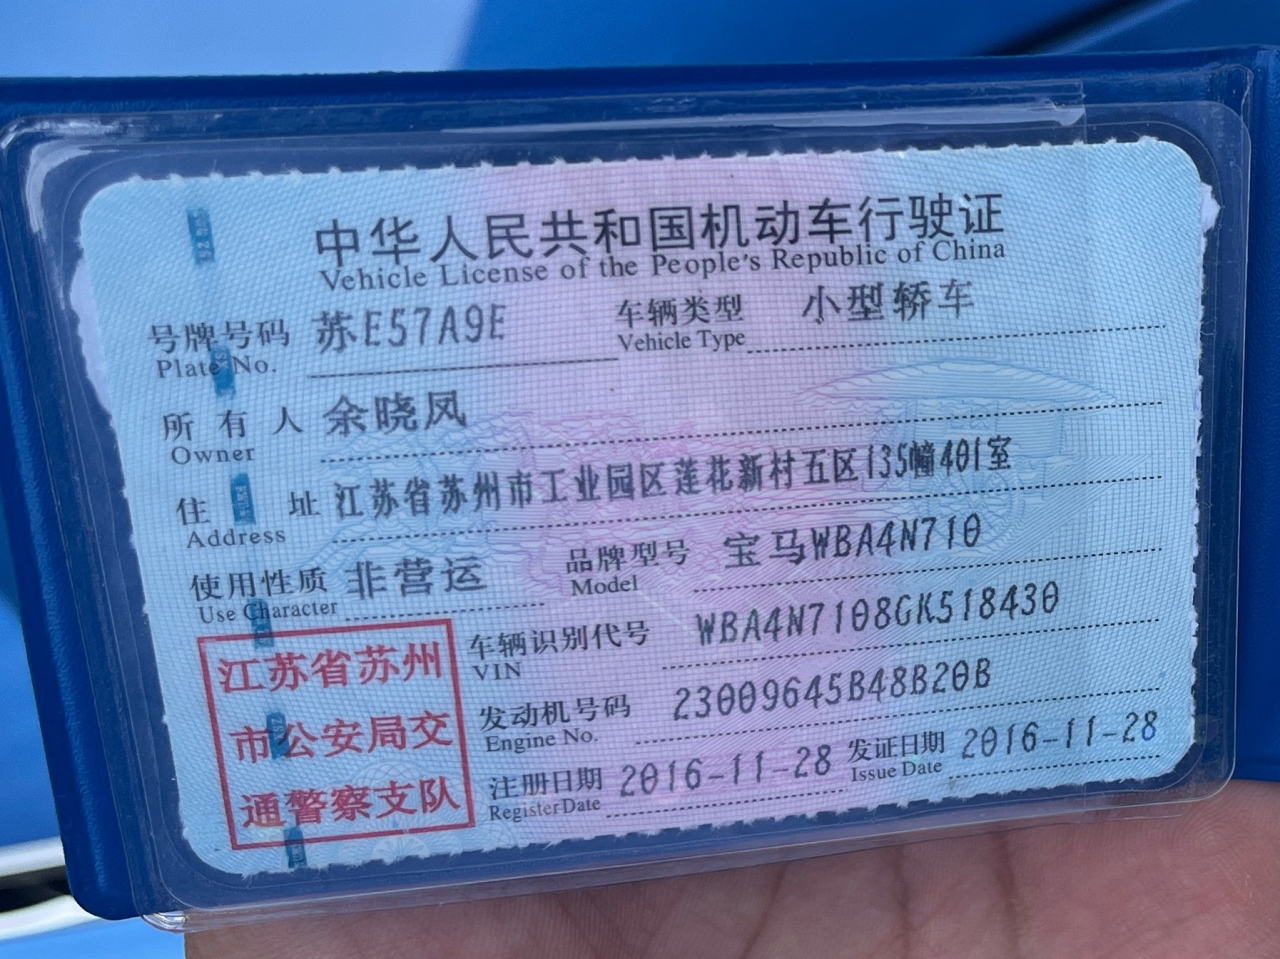 中华人民共和国机动车行驶证
Vehicle License of the People's Republic of China
号牌号码 苏E57A9E 车辆类型 小型轿车
Plate No. Vehicle Type
所有人 余晓凤
Owner
住址 江苏省苏州市工业园区莲花新村五区135幢401室
Address
使用性质 非营运 品牌型号 宝马WBA4N710
Use Character Model
江苏省苏州
市公安局交
通警察支队
车辆识别代号 WBA4N7108GK518430
VIN
发动机号码 23009645B48B20B
Engine No.
注册日期 2016-11-28 发证日期 2016-11-28
Register Date Issue Date